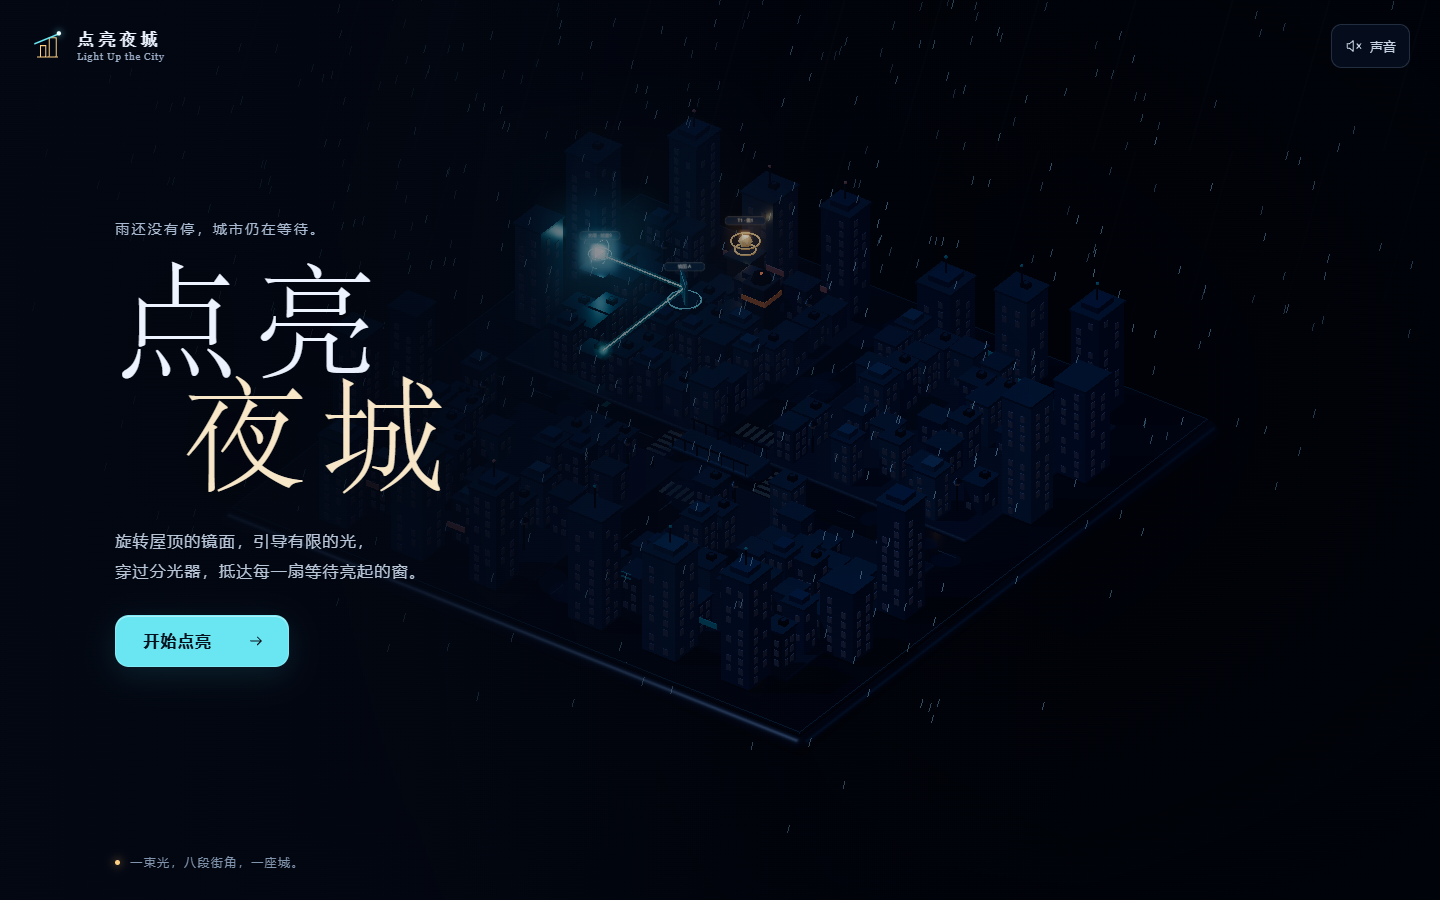 点亮夜城
Light Up the City
声音
雨还没有停，城市仍在等待。
点亮
夜城
旋转屋顶的镜面，引导有限的光，
穿过分光器，抵达每一扇等待亮起的窗。
开始点亮
一束光，八段街角，一座城。